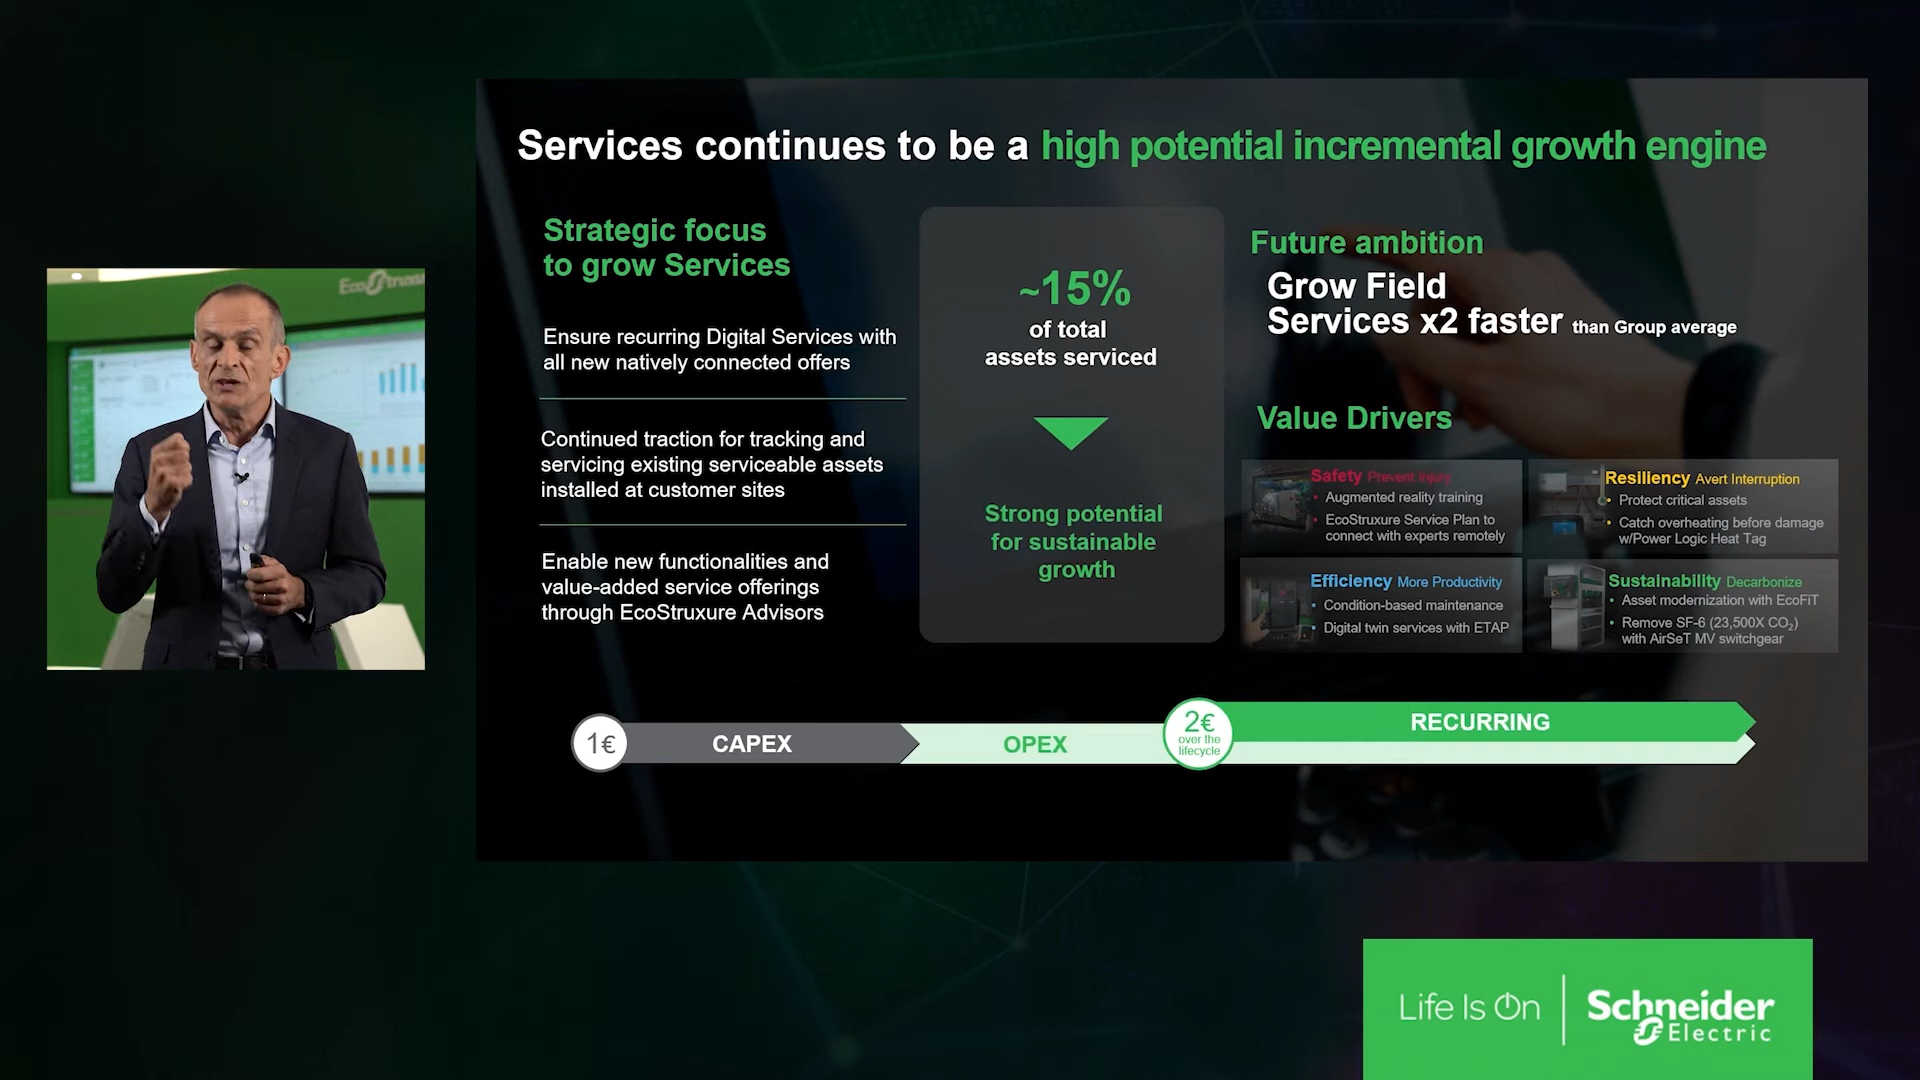 Services continues to be a high potential incremental growth engine
Strategic focus
to grow Services
Ensure recurring Digital Services with
all new natively connected offers
Continued traction for tracking and
servicing existing serviceable assets
installed at customer sites
Enable new functionalities and
value-added service offerings
through EcoStruxure Advisors
~15%
of total
assets serviced
Strong potential
for sustainable
growth
Future ambition
Grow Field
Services x2 faster than Group average
Value Drivers
Safety Prevent Injury
• Augmented reality training
• EcoStruxure Service Plan to
connect with experts remotely
Resiliency Avert Interruption
• Protect critical assets
• Catch overheating before damage
w/Power Logic Heat Tag
Efficiency More Productivity
• Condition-based maintenance
• Digital twin services with ETAP
Sustainability Decarbonize
• Asset modernization with EcoFiT
• Remove SF-6 (23,500X CO₂)
with AirSeT MV switchgear
1€
CAPEX
OPEX
2€
over the
lifecycle
RECURRING
Life Is On
Schneider
Electric